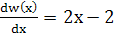 dw(x)/dx = 2x − 2